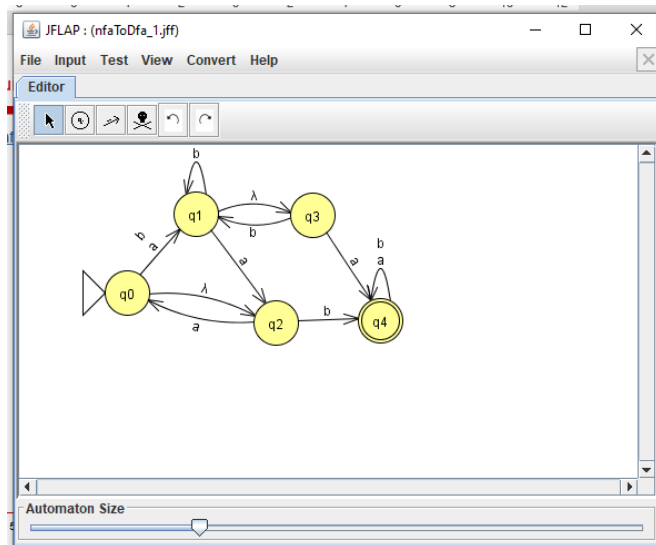 JFLAP : (nfaToDfa_1.jff)
File Input Test View Convert Help
Editor
b
q1
λ
b
q3
b
a
a
a
b
a
q0
λ
a
q2
b
q4
Automaton Size